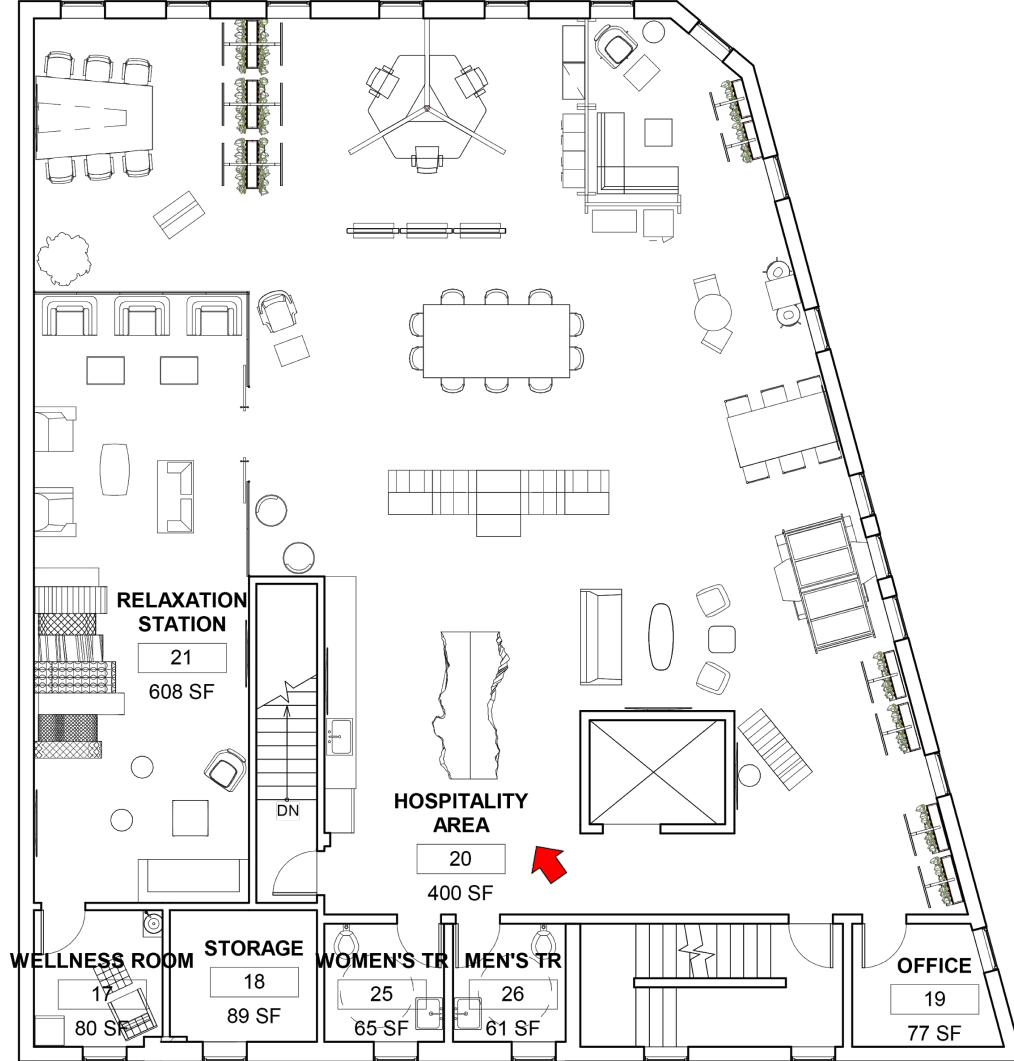 RELAXATION
STATION
21
608 SF
DN
HOSPITALITY
AREA
20
400 SF
WELLNESS ROOM
17
80 SF
STORAGE
18
89 SF
WOMEN'S TR
25
65 SF
MEN'S TR
26
61 SF
OFFICE
19
77 SF